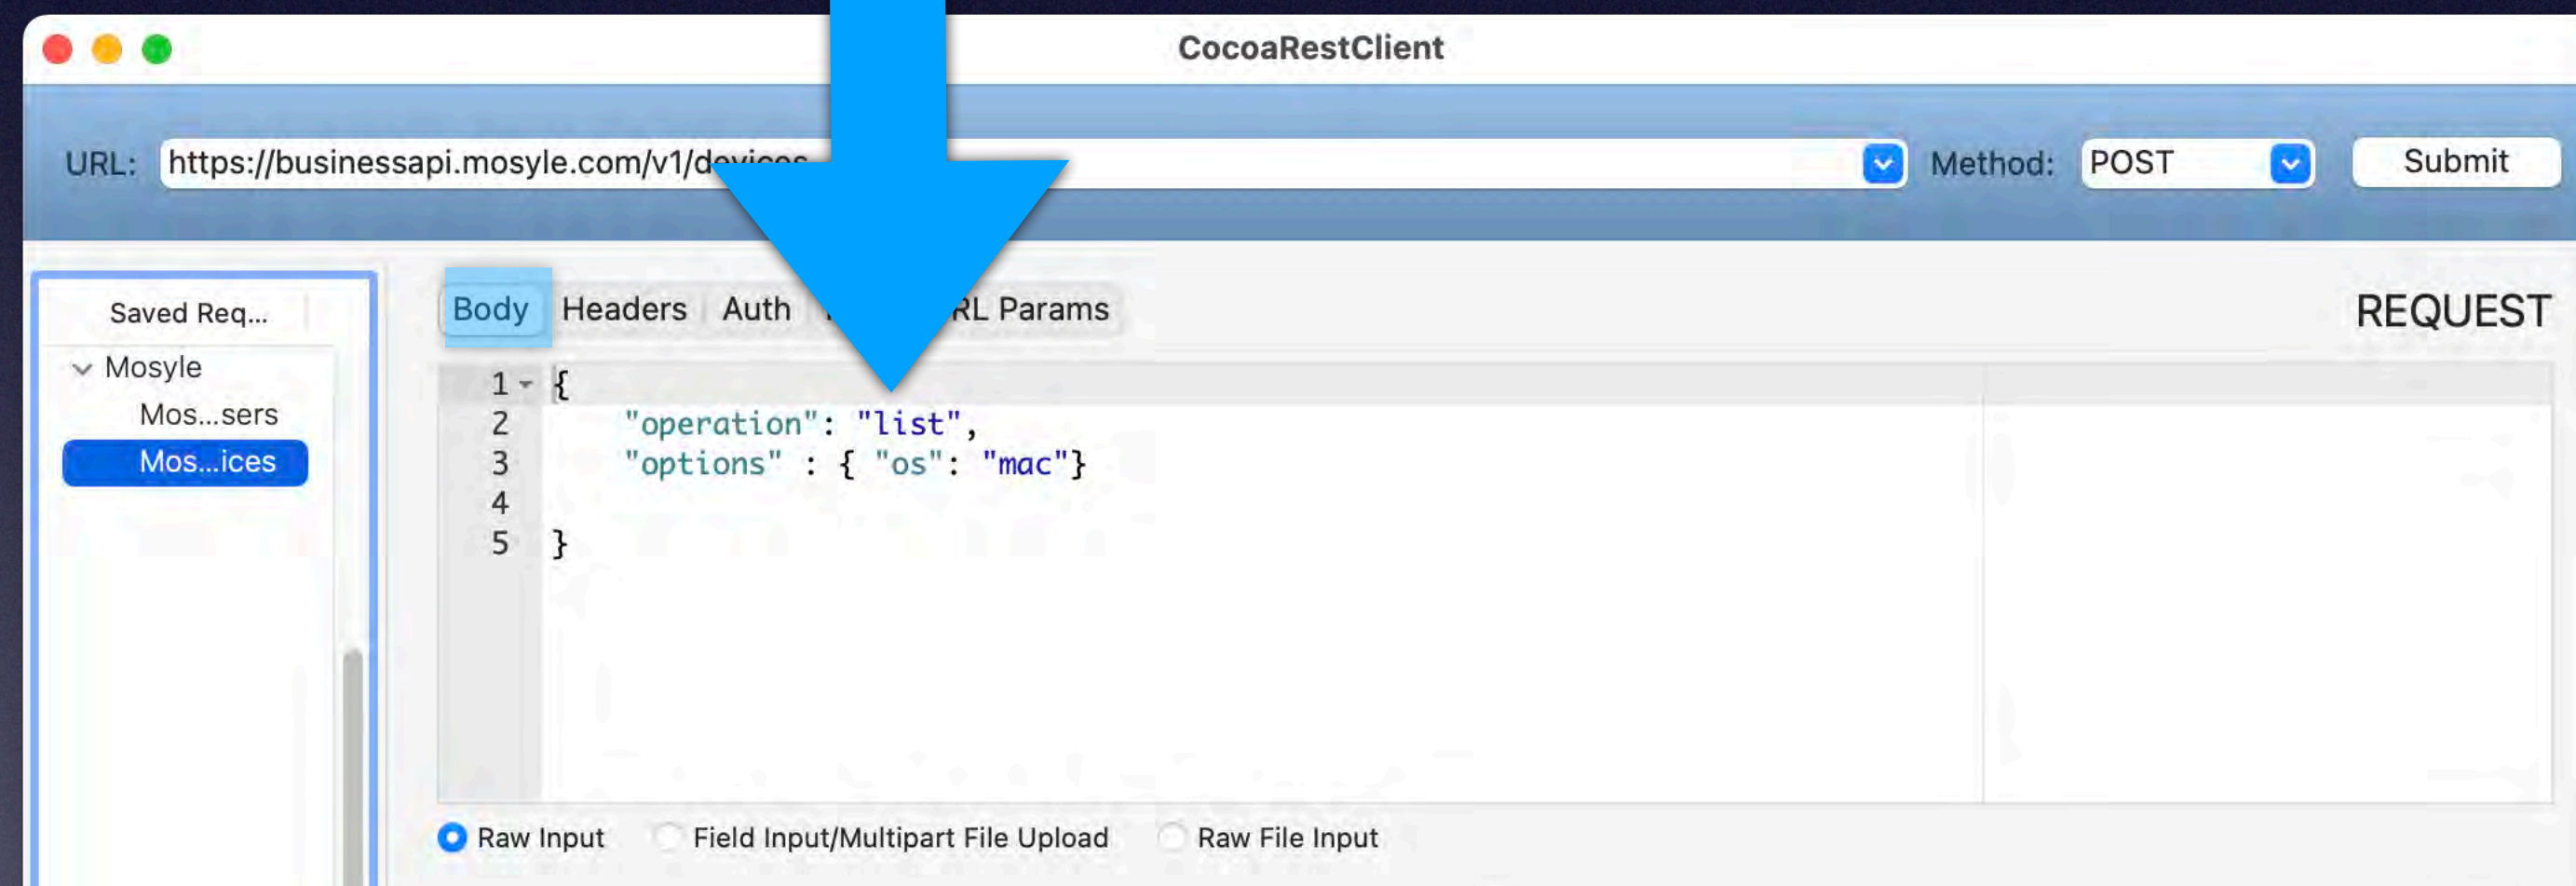 CocoaRestClient
URL: https://businessapi.mosyle.com/v1/devices Method: POST Submit
Saved Req...
Mosyle
Mos...sers
Mos...ices
Body Headers Auth RL Params REQUEST
1 {
2 "operation": "list",
3 "options" : { "os": "mac"}
4
5 }
Raw Input Field Input/Multipart File Upload Raw File Input